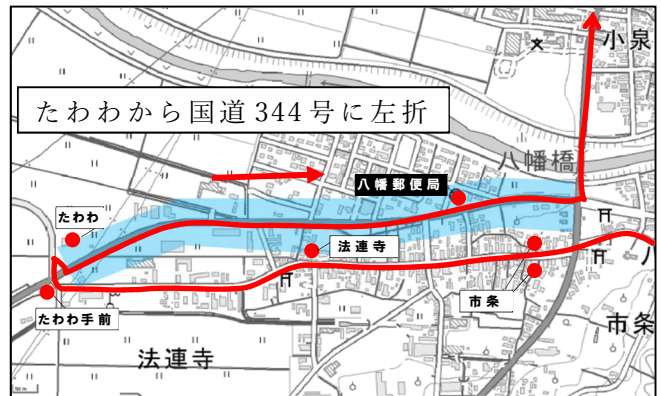 小泉
たわわから国道344号に左折
八幡橋
八幡郵便局
たわわ
法連寺
八
市条
たわわ手前
市条
法連寺
50 m